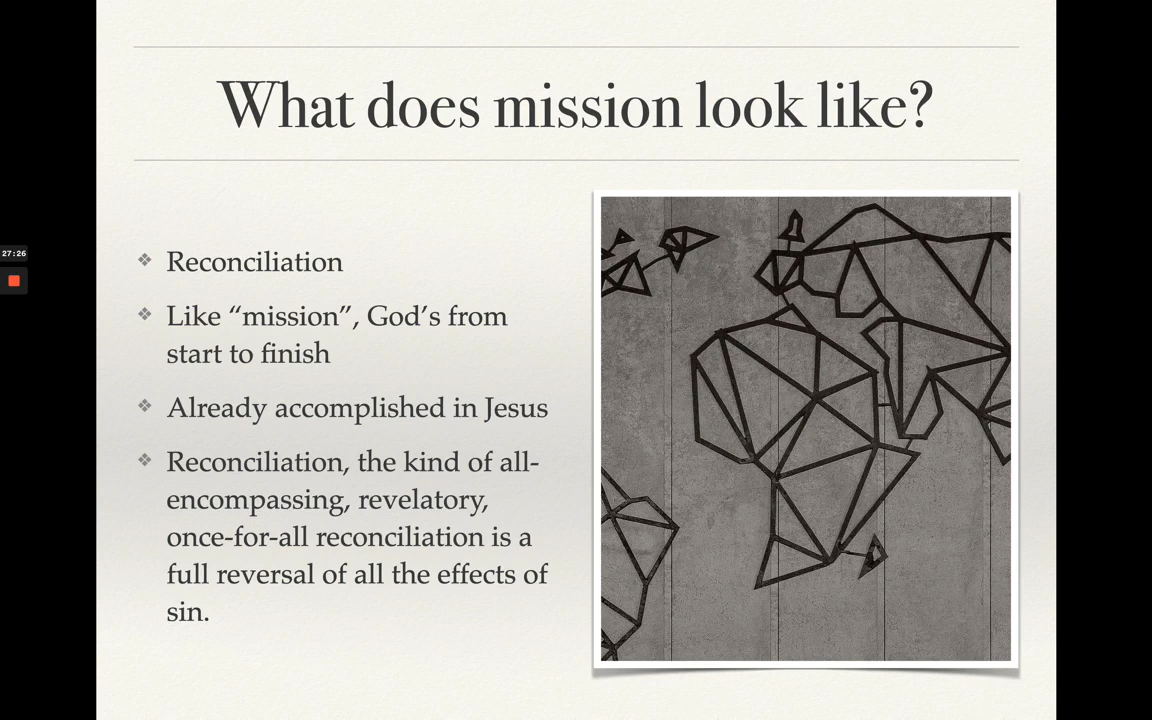 What does mission look like?
27:26
Reconciliation
Like “mission”, God’s from
start to finish
Already accomplished in Jesus
Reconciliation, the kind of all-
encompassing, revelatory,
once-for-all reconciliation is a
full reversal of all the effects of
sin.